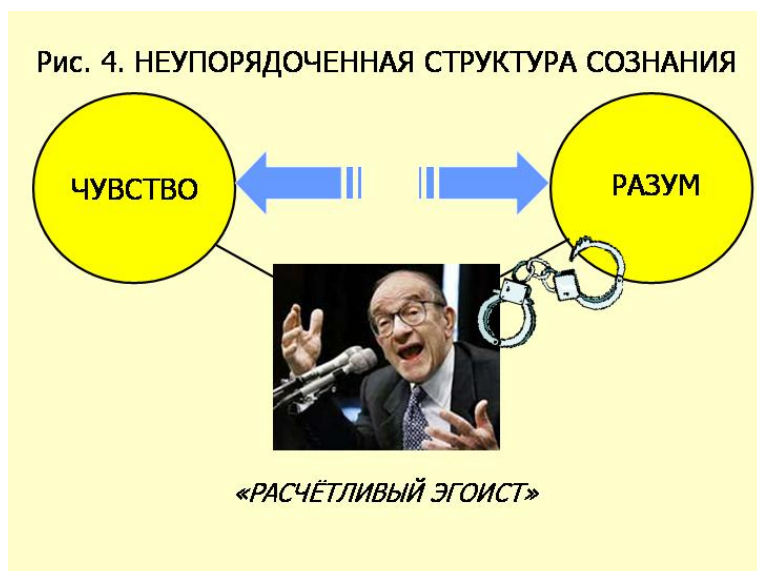 Рис. 4. НЕУПОРЯДОЧЕННАЯ СТРУКТУРА СОЗНАНИЯ
ЧУВСТВО
РАЗУМ
«РАСЧЁТЛИВЫЙ ЭГОИСТ»